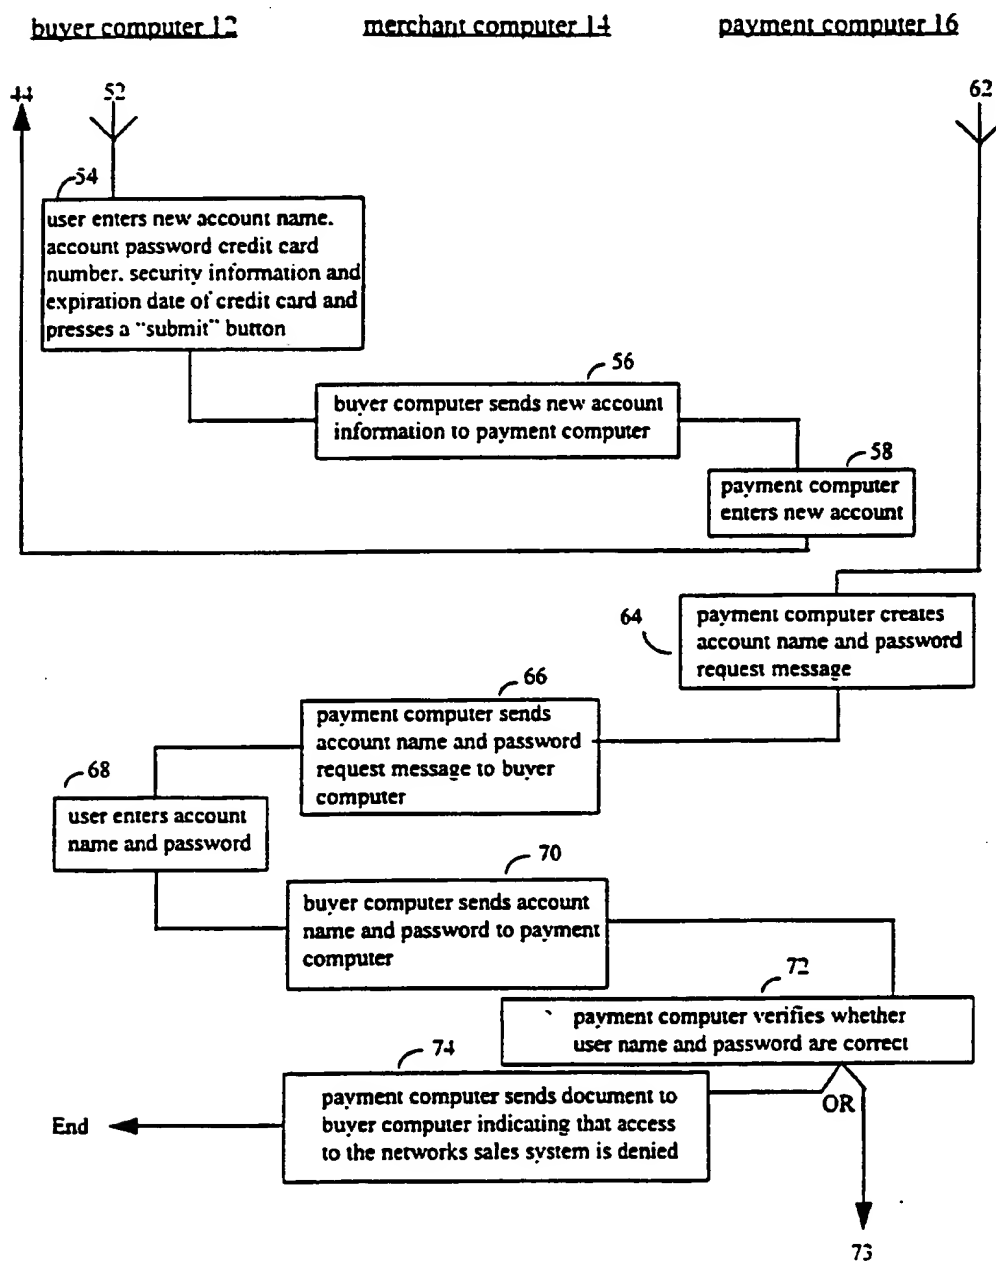 buyer computer 12
merchant computer 14
payment computer 16
44
52
62
54
user enters new account name.
account password credit card
number. security information and
expiration date of credit card and
presses a "submit" button
56
buyer computer sends new account
information to payment computer
58
payment computer
enters new account
64
payment computer creates
account name and password
request message
66
payment computer sends
account name and password
request message to buyer
computer
68
user enters account
name and password
70
buyer computer sends account
name and password to payment
computer
72
payment computer verifies whether
user name and password are correct
74
payment computer sends document to
buyer computer indicating that access
to the networks sales system is denied
OR
End
73